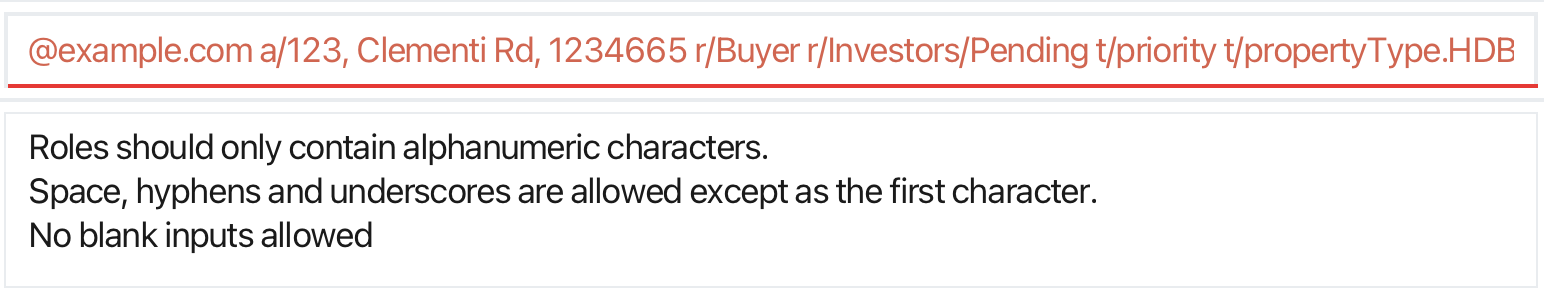 @example.com a/123, Clementi Rd, 1234665 r/Buyer r/Investors/Pending t/priority t/propertyType.HDB
Roles should only contain alphanumeric characters.
Space, hyphens and underscores are allowed except as the first character.
No blank inputs allowed